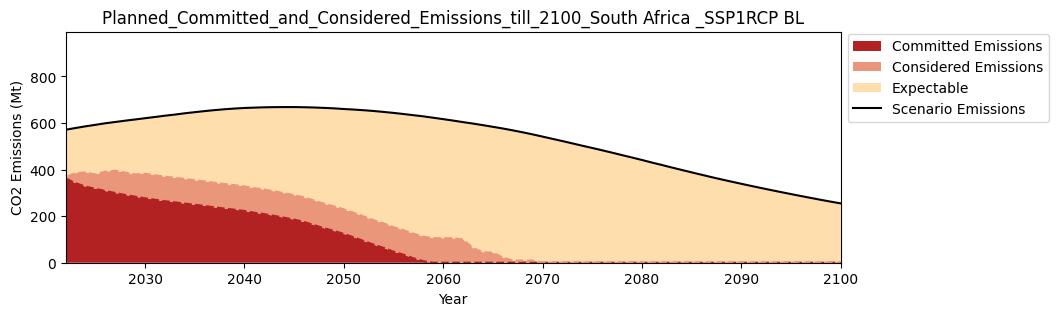 Planned_Committed_and_Considered_Emissions_till_2100_South Africa _SSP1RCP BL
CO2 Emissions (Mt)
800
600
400
200
0
2030 2040 2050 2060 2070 2080 2090 2100
Year
Committed Emissions
Considered Emissions
Expectable
Scenario Emissions